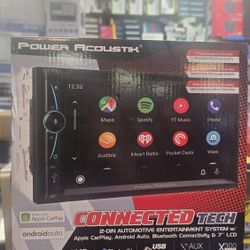 POWER ACOUSTIK
12:32
Maps
Spotify
YT Music
Phone
Audible
iHeart Radio
Pocket Casts
Waze
Apple CarPlay
androidauto
CONNECTED TECH
2-DIN AUTOMOTIVE ENTERTAINMENT SYSTEM w/
Apple CarPlay, Android Auto, Bluetooth Connectivity & 7" LCD
USB
AUX